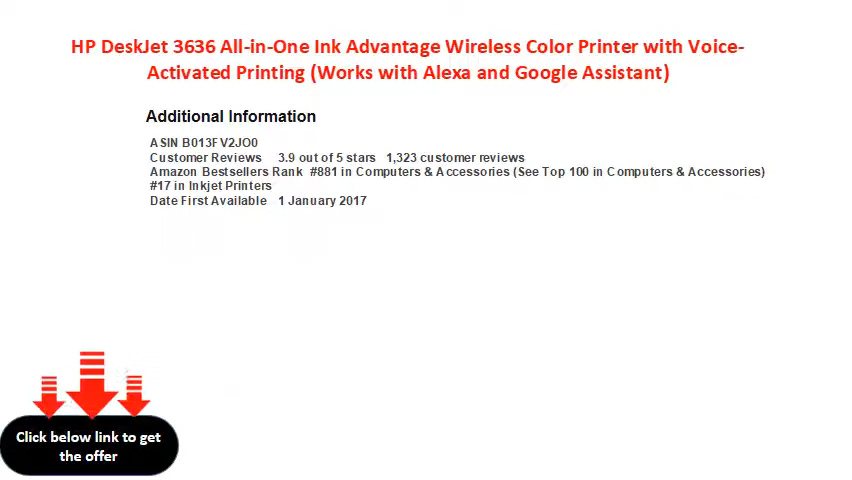 HP DeskJet 3636 All-in-One Ink Advantage Wireless Color Printer with Voice-
Activated Printing (Works with Alexa and Google Assistant)
Additional Information
ASIN B013FV2JO0
Customer Reviews 3.9 out of 5 stars 1,323 customer reviews
Amazon Bestsellers Rank #881 in Computers & Accessories (See Top 100 in Computers & Accessories)
#17 in Inkjet Printers
Date First Available 1 January 2017
Click below link to get
the offer